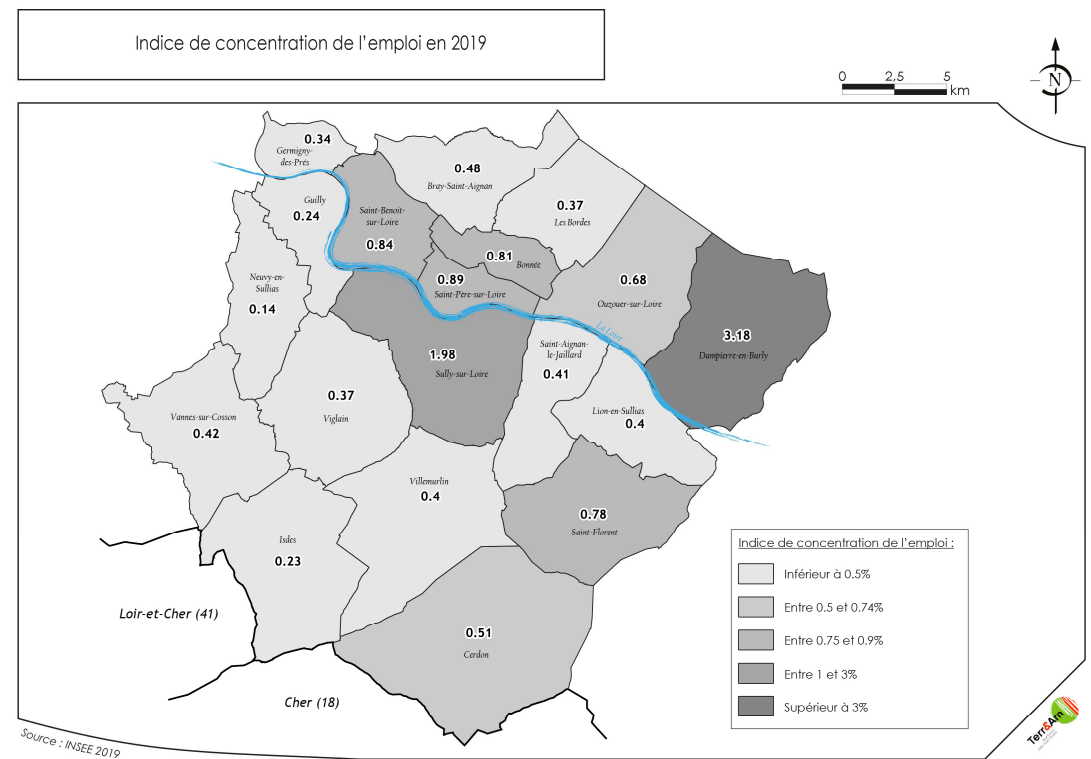 Indice de concentration de l'emploi en 2019
0
2,5
5
km
N
0.34
Germigny-
des-Prés
0.48
Bray-Saint-Aignan
Guilly
0.24
Saint-Benoit-
sur-Loire
0.84
0.37
Les Bordes
0.81
Bonnée
0.89
Saint-Père-sur-Loire
0.68
Ouzouer-sur-Loire
Neuvy-en-
Sullias
0.14
La Loire
3.18
Dampierre-en-Burly
1.98
Sully-sur-Loire
Saint-Aignan-
le-Jaillard
0.41
0.37
Viglain
Lion-en-Sullias
0.4
Vannes-sur-Cosson
0.42
Villemurlin
0.4
0.78
Saint-Florent
Isdes
0.23
0.51
Cerdon
Loir-et-Cher (41)
Cher (18)
Indice de concentration de l'emploi :
Inférieur à 0.5%
Entre 0.5 et 0.74%
Entre 0.75 et 0.9%
Entre 1 et 3%
Supérieur à 3%
Source : INSEE 2019
Terr&Am